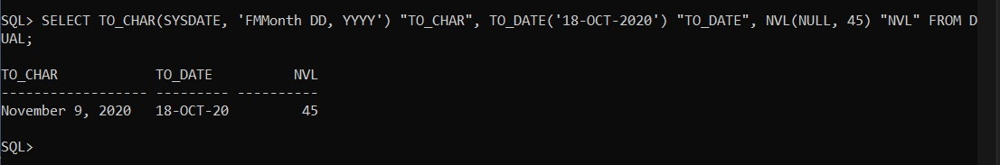 SQL> SELECT TO_CHAR(SYSDATE, 'FMMonth DD, YYYY') "TO_CHAR", TO_DATE('18-OCT-2020') "TO_DATE", NVL(NULL, 45) "NVL" FROM D
UAL;
TO_CHAR            TO_DATE          NVL
------------------ --------- ----------
November 9, 2020   18-OCT-20         45
SQL>